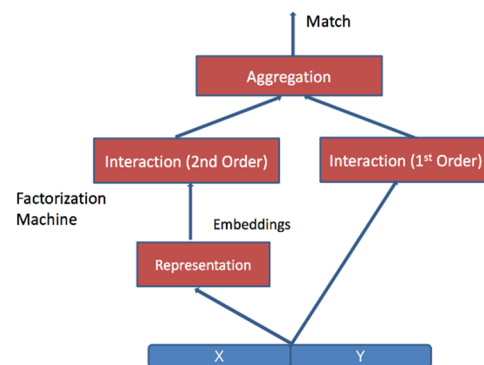 Match
Aggregation
Interaction (2nd Order)
Interaction (1st Order)
Factorization
Machine
Embeddings
Representation
X
Y